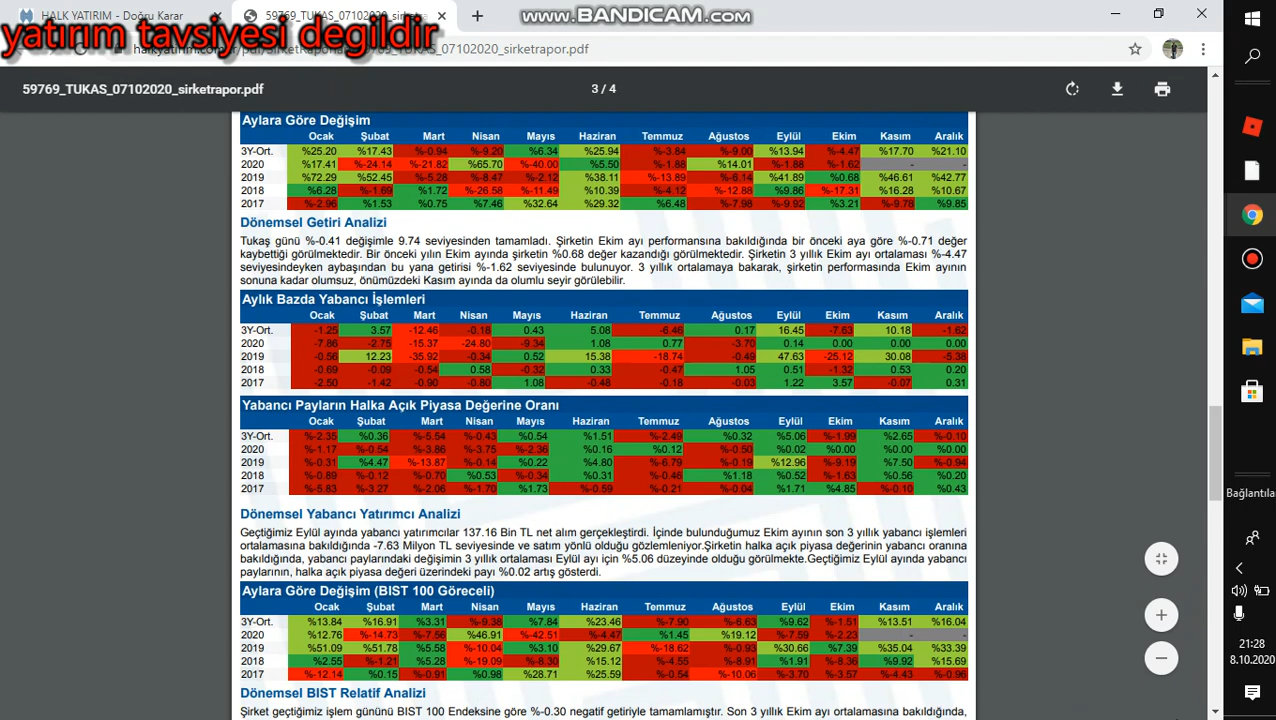 HALK YATIRIM - Doğru Karar
59769_TUKAS_07102020_sirketra
www.BANDICAM.com
yatırım tavsiyesi degildir
59769_TUKAS_07102020_sirketrapor.pdf
59769_TUKAS_07102020_sirketrapor.pdf 3 / 4
Aylara Göre Değişim
Ocak Şubat Mart Nisan Mayıs Haziran Temmuz Ağustos Eylül Ekim Kasım Aralık
3Y-Ort. %25.20 %17.43 %-0.94 %-9.20 %6.34 %25.94 %-3.84 %-9.00 %13.94 %-4.47 %17.70 %21.10
2020 %17.41 %-24.14 %-21.82 %65.70 %-40.00 %5.50 %-1.88 %14.01 %-1.88 %-1.62 - -
2019 %72.29 %52.45 %-5.28 %-8.47 %-2.12 %38.11 %-13.89 %-6.14 %41.89 %0.68 %46.61 %42.77
2018 %6.28 %-1.69 %1.72 %-26.58 %-11.49 %10.39 %-4.12 %-12.88 %9.86 %-17.31 %16.28 %10.67
2017 %-2.96 %1.53 %0.75 %7.46 %32.64 %29.32 %6.48 %-7.98 %-9.92 %3.21 %-9.78 %9.85
Dönemsel Getiri Analizi
Tukaş günü %-0.41 değişimle 9.74 seviyesinden tamamladı. Şirketin Ekim ayı performansına bakıldığında bir önceki aya göre %-0.71 değer
kaybettiği görülmektedir. Bir önceki yılın Ekim ayında şirketin %0.68 değer kazandığı görülmektedir. Şirketin 3 yıllık Ekim ayı ortalaması %-4.47
seviyesindeyken aybaşından bu yana getirisi %-1.62 seviyesinde bulunuyor. 3 yıllık ortalamaya bakarak, şirketin performasında Ekim ayının
sonuna kadar olumsuz, önümüzdeki Kasım ayında da olumlu seyir görülebilir.
Aylık Bazda Yabancı İşlemleri
Ocak Şubat Mart Nisan Mayıs Haziran Temmuz Ağustos Eylül Ekim Kasım Aralık
3Y-Ort. -1.25 3.57 -12.46 -0.18 0.43 5.08 -6.46 0.17 16.45 -7.63 10.18 -1.62
2020 -7.86 -2.75 -15.37 -24.80 -9.34 1.08 0.77 -3.70 0.14 0.00 0.00 0.00
2019 -0.56 12.23 -35.92 -0.34 0.52 15.38 -18.74 -0.49 47.63 -25.12 30.08 -5.38
2018 -0.69 -0.09 -0.54 0.58 -0.32 0.33 -0.47 1.05 0.51 -1.32 0.53 0.20
2017 -2.50 -1.42 -0.90 -0.80 1.08 -0.48 -0.18 -0.03 1.22 3.57 -0.07 0.31
Yabancı Payların Halka Açık Piyasa Değerine Oranı
Ocak Şubat Mart Nisan Mayıs Haziran Temmuz Ağustos Eylül Ekim Kasım Aralık
3Y-Ort. %-2.35 %0.36 %-5.54 %-0.43 %0.54 %1.51 %-2.49 %0.32 %5.06 %-1.99 %2.65 %-0.10
2020 %-1.17 %-0.54 %-3.86 %-3.75 %-2.36 %0.16 %0.12 %-0.50 %0.02 %0.00 %0.00 %0.00
2019 %-0.31 %4.47 %-13.87 %-0.14 %0.22 %4.80 %-6.79 %-0.19 %12.96 %-9.19 %7.50 %-0.94
2018 %-0.89 %-0.12 %-0.70 %0.53 %-0.34 %0.31 %-0.46 %1.18 %0.52 %-1.63 %0.56 %0.20
2017 %-5.83 %-3.27 %-2.06 %-1.70 %1.73 %-0.59 %-0.21 %-0.04 %1.71 %4.85 %-0.10 %0.43
Dönemsel Yabancı Yatırımcı Analizi
Geçtiğimiz Eylül ayında yabancı yatırımcılar 137.16 Bin TL net alım gerçekleştirdi. İçinde bulunduğumuz Ekim ayının son 3 yıllık yabancı işlemleri
ortalamasına bakıldığında -7.63 Milyon TL seviyesinde ve satım yönlü olduğu gözlemleniyor.Şirketin halka açık piyasa değerinin yabancı oranına
bakıldığında, yabancı paylarındaki değişimin 3 yıllık ortalaması Eylül ayı için %5.06 düzeyinde olduğu görülmekte.Geçtiğimiz Eylül ayında yabancı
paylarının, halka açık piyasa değeri üzerindeki payı %0.02 artış gösterdi.
Aylara Göre Değişim (BIST 100 Göreceli)
Ocak Şubat Mart Nisan Mayıs Haziran Temmuz Ağustos Eylül Ekim Kasım Aralık
3Y-Ort. %13.84 %16.91 %3.31 %-9.38 %7.84 %23.46 %-7.90 %-6.63 %9.62 %-1.51 %13.51 %16.04
2020 %12.76 %-14.73 %-7.56 %46.91 %-42.51 %-4.47 %1.45 %19.12 %-7.59 %-2.23 - -
2019 %51.09 %51.78 %5.58 %-10.04 %3.10 %29.67 %-18.62 %-0.93 %30.66 %7.39 %35.04 %33.39
2018 %2.55 %-1.21 %5.28 %-19.09 %-8.30 %15.12 %-4.55 %-8.91 %1.91 %-8.36 %9.92 %15.69
2017 %-12.14 %0.15 %-0.91 %0.98 %28.71 %25.59 %-0.54 %-10.06 %-3.70 %-3.57 %-4.43 %-0.96
Dönemsel BIST Relatif Analizi
Şirket geçtiğimiz işlem gününü BIST 100 Endeksine göre %-0.30 negatif getiriyle tamamlamıştır. Son 3 yıllık Ekim ayı ortalamasına bakıldığında,
Bağlantıla
21:28
8.10.2020